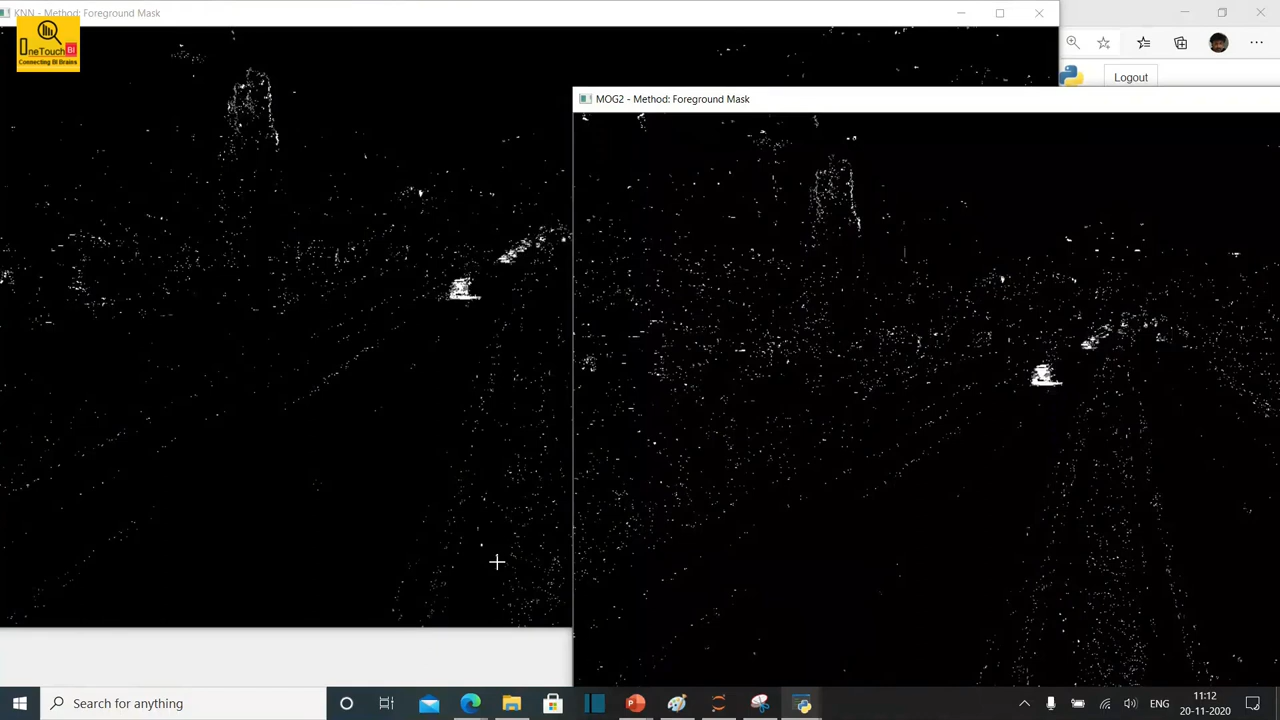 KNN - Method: Foreground Mask
OneTouch BI
Connecting BI Brains
Logout
MOG2 - Method: Foreground Mask
Search for anything
ENG
11:12
20-11-2020